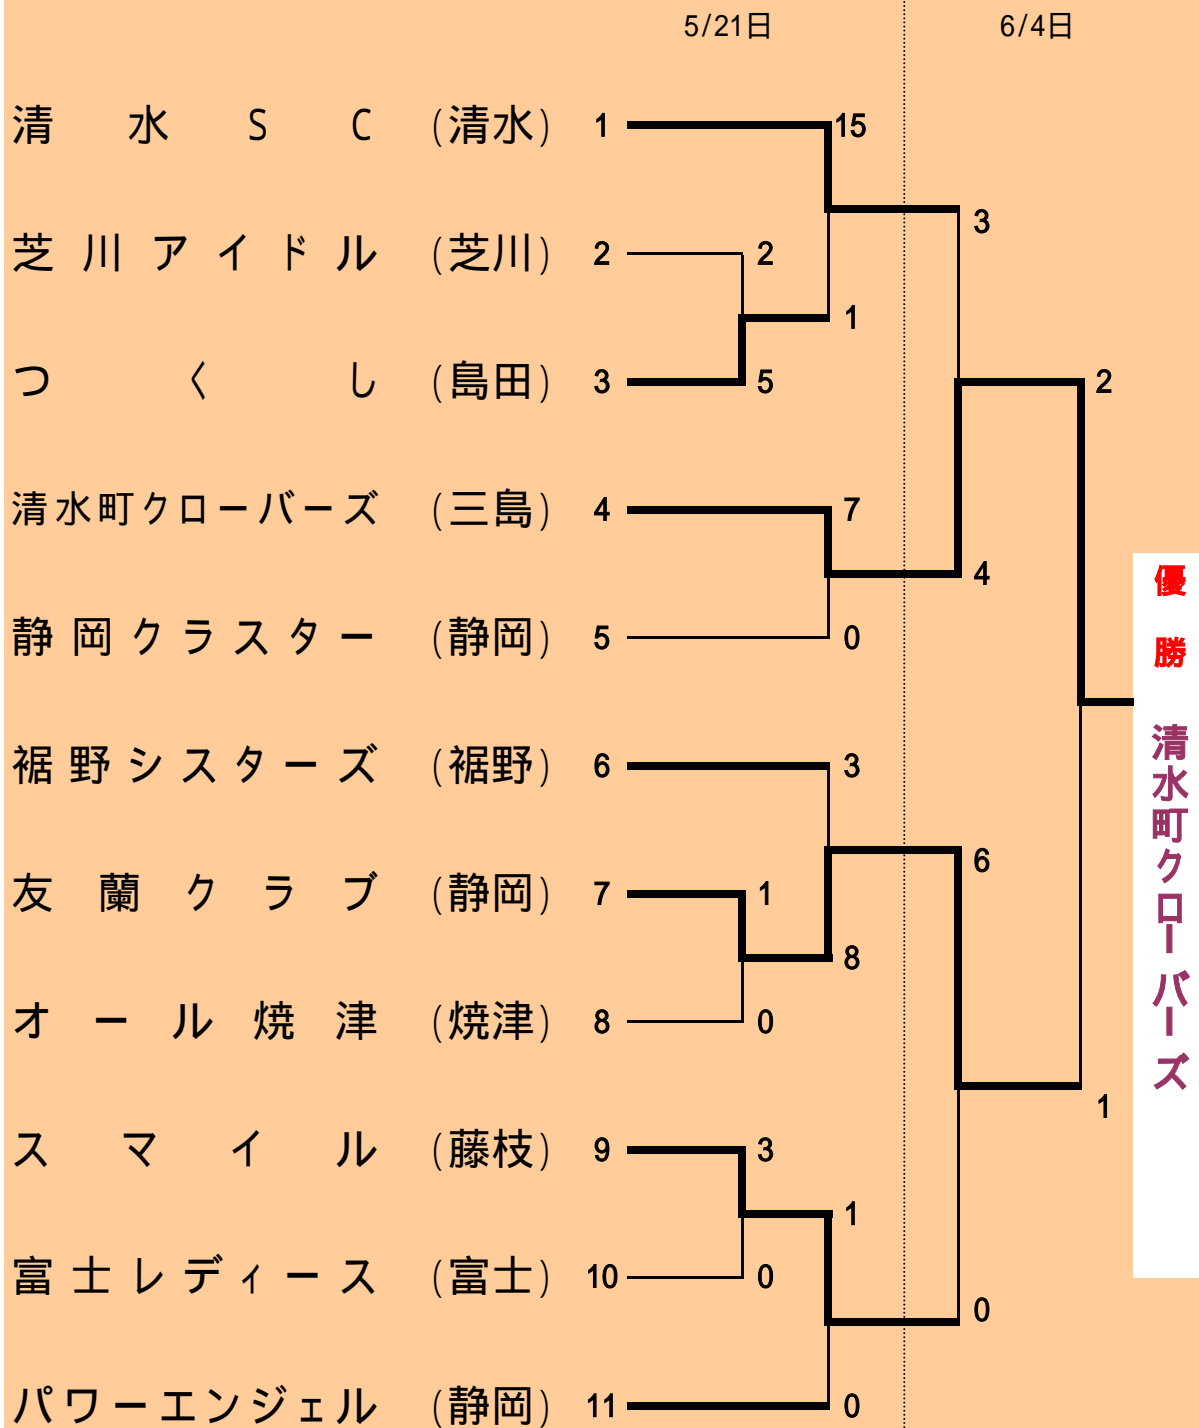 5/21日 6/4日
清水SC (清水) 1 15
3
芝川アイドル (芝川) 2 2
1
つくし (島田) 3 5 2
清水町クローバーズ (三島) 4 7
4
静岡クラスター (静岡) 5 0
裾野シスターズ (裾野) 6 3
6
友蘭クラブ (静岡) 7 1
8
オール焼津 (焼津) 8 0
1
スマイル (藤枝) 9 3
1
富士レディース (富士) 10 0
0
パワーエンジェル (静岡) 11 0
優勝 清水町クローバーズ